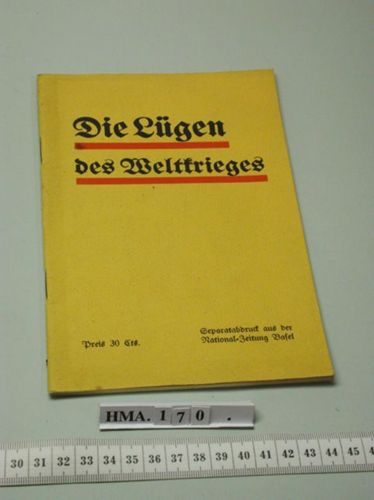 Die Lügen
des Weltkrieges
Preis 30 Cts.
Separatabdruck aus der
National-Zeitung Basel
HMA. 170.
30 31 32 33 34 35 36 37 38 39 40 41 42 43 44 45